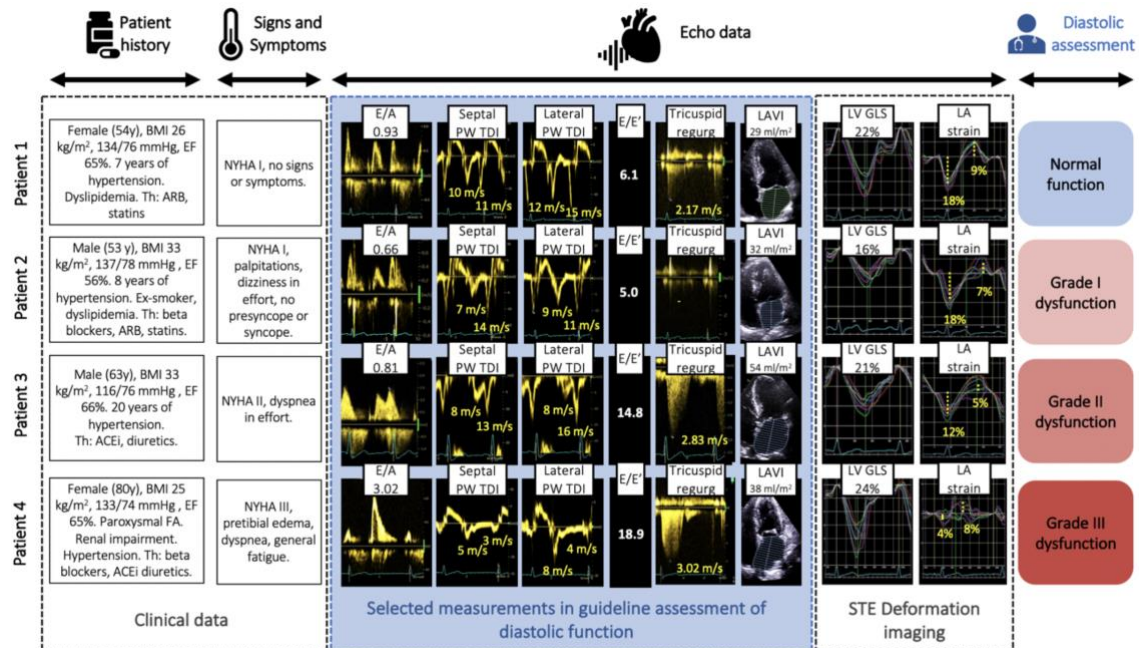 Patient
history
Signs and
Symptoms
Echo data
Diastolic
assessment
Patient 1
Female (54y), BMI 26
kg/m², 134/76 mmHg, EF
65%. 7 years of
hypertension.
Dyslipidemia. Th: ARB,
statins
NYHA I, no signs
or symptoms.
E/A
0.93
Septal
PW TDI
10 m/s
11 m/s
Lateral
PW TDI
12 m/s
15 m/s
E/E’
6.1
Tricuspid
regurg
2.17 m/s
LAVI
29 ml/m²
LV GLS
22%
LA
strain
9%
18%
Normal
function
Patient 2
Male (53 y), BMI 33
kg/m², 137/78 mmHg , EF
56%. 8 years of
hypertension. Ex-smoker,
dyslipidemia. Th: beta
blockers, ARB, statins.
NYHA I,
palpitations,
dizziness in
effort, no
presyncope or
syncope.
E/A
0.66
Septal
PW TDI
7 m/s
14 m/s
Lateral
PW TDI
9 m/s
11 m/s
E/E’
5.0
Tricuspid
regurg
LAVI
32 ml/m²
LV GLS
16%
LA
strain
7%
18%
Grade I
dysfunction
Patient 3
Male (63y), BMI 33
kg/m², 116/76 mmHg , EF
66%. 20 years of
hypertension.
Th: ACEi, diuretics.
NYHA II, dyspnea
in effort.
E/A
0.81
Septal
PW TDI
8 m/s
13 m/s
Lateral
PW TDI
8 m/s
16 m/s
E/E’
14.8
Tricuspid
regurg
2.83 m/s
LAVI
54 ml/m²
LV GLS
21%
LA
strain
5%
12%
Grade II
dysfunction
Patient 4
Female (80y), BMI 25
kg/m², 133/74 mmHg , EF
65%. Paroxysmal FA.
Renal impairment.
Hypertension. Th: beta
blockers, ACEi diuretics.
NYHA III,
pretibial edema,
dyspnea, general
fatigue.
E/A
3.02
Septal
PW TDI
3 m/s
5 m/s
Lateral
PW TDI
4 m/s
8 m/s
E/E’
18.9
Tricuspid
regurg
3.02 m/s
LAVI
38 ml/m²
LV GLS
24%
LA
strain
4%
8%
Grade III
dysfunction
Clinical data
Selected measurements in guideline assessment of
diastolic function
STE Deformation
imaging